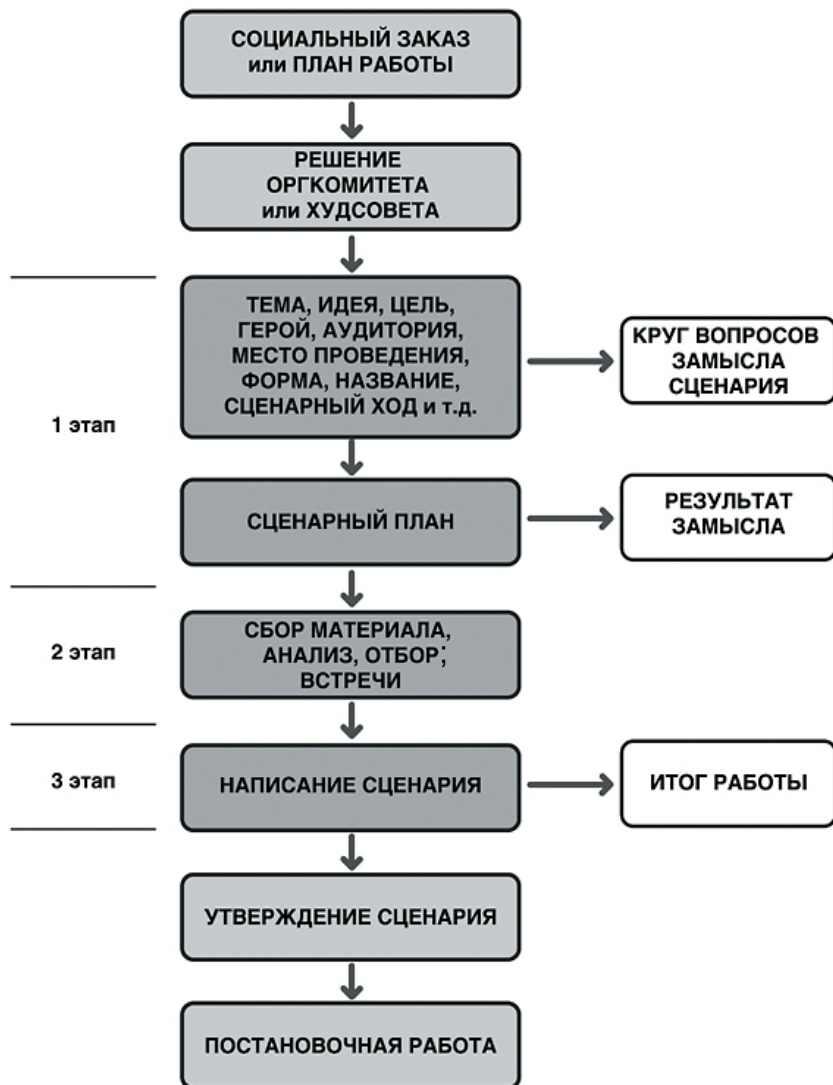 СОЦИАЛЬНЫЙ ЗАКАЗ
или ПЛАН РАБОТЫ
РЕШЕНИЕ
ОРГКОМИТЕТА
или ХУДСОВЕТА
1 этап
ТЕМА, ИДЕЯ, ЦЕЛЬ,
ГЕРОЙ, АУДИТОРИЯ,
МЕСТО ПРОВЕДЕНИЯ,
ФОРМА, НАЗВАНИЕ,
СЦЕНАРНЫЙ ХОД и т.д.
КРУГ ВОПРОСОВ
ЗАМЫСЛА
СЦЕНАРИЯ
СЦЕНАРНЫЙ ПЛАН
РЕЗУЛЬТАТ
ЗАМЫСЛА
2 этап
СБОР МАТЕРИАЛА,
АНАЛИЗ, ОТБОР;
ВСТРЕЧИ
3 этап
НАПИСАНИЕ СЦЕНАРИЯ
ИТОГ РАБОТЫ
УТВЕРЖДЕНИЕ СЦЕНАРИЯ
ПОСТАНОВОЧНАЯ РАБОТА